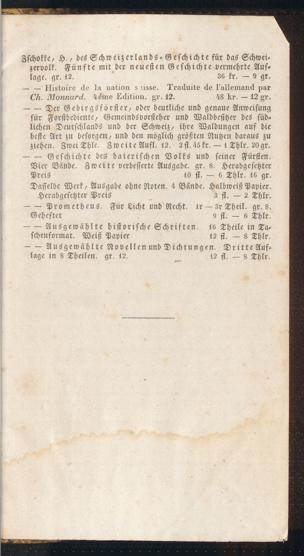 Zschokke, H., des Schweizerlands-Geschichte für das Schwei-
zervolk. Fünfte mit der neuesten Geschichte vermehrte Auf-
lage. gr. 12. 36 kr. — 9 gr.
— — Histoire de la nation suisse. Traduite de l'allemand par
Ch. Monnard. 4ème Edition. gr. 12. 48 kr. — 12 gr.
— — Der Gebirgsförster, oder deutliche und genaue Anweisung
für Forstbediente, Gemeindsvorsteher und Waldbesitzer des süd-
lichen Deutschlands und der Schweiz, ihre Waldungen auf die
beste Art zu besorgen, und den möglich größten Nutzen daraus zu
ziehen. Zwei Thle. Zweite Aufl. 12. 2 fl. 45 kr. — 1 Thlr. 20 gr.
— — Geschichte des baierischen Volks und seiner Fürsten.
Vier Bände. Zweite verbesserte Ausgabe. gr. 8. Herabgesetzter
Preis 10 fl. — 6 Thlr. 16 gr.
Dasselbe Werk, Ausgabe ohne Noten. 4 Bände. Halbweiß Papier.
Herabgesetzter Preis 3 fl. — 2 Thlr.
— — Prometheus. Für Licht und Recht. 1r — 3r Theil. gr. 8.
Geheftet 9 fl. — 6 Thlr.
— — Ausgewählte historische Schriften. 16 Theile in Ta-
schenformat. Weiß Papier 12 fl. — 8 Thlr.
— — Ausgewählte Novellen und Dichtungen. Dritte Auf-
lage in 8 Theilen. gr. 12. 12 fl. — 8 Thlr.